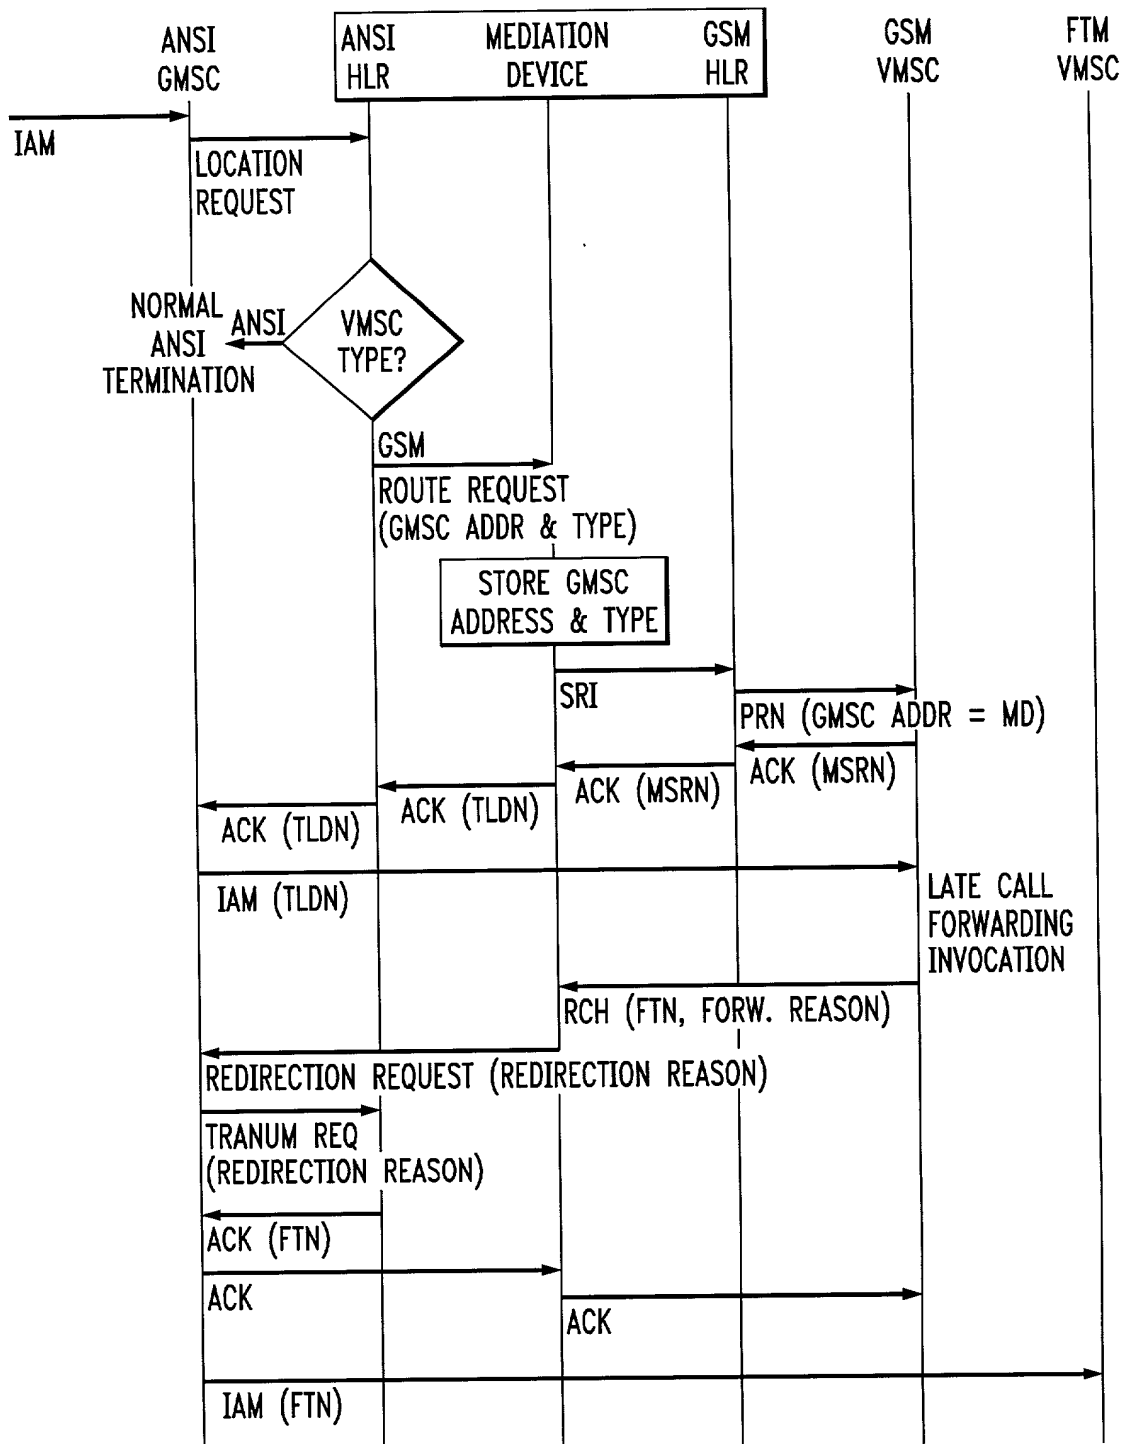 ANSI
GMSC
ANSI
HLR
MEDIATION
DEVICE
GSM
HLR
GSM
VMSC
FTM
VMSC
IAM
LOCATION
REQUEST
NORMAL
ANSI
TERMINATION
ANSI
VMSC
TYPE?
GSM
ROUTE REQUEST
(GMSC ADDR & TYPE)
STORE GMSC
ADDRESS & TYPE
SRI
PRN (GMSC ADDR = MD)
ACK (MSRN)
ACK (MSRN)
ACK (TLDN)
ACK (TLDN)
IAM (TLDN)
LATE CALL
FORWARDING
INVOCATION
RCH (FTN, FORW. REASON)
REDIRECTION REQUEST (REDIRECTION REASON)
TRANUM REQ
(REDIRECTION REASON)
ACK (FTN)
ACK
ACK
IAM (FTN)